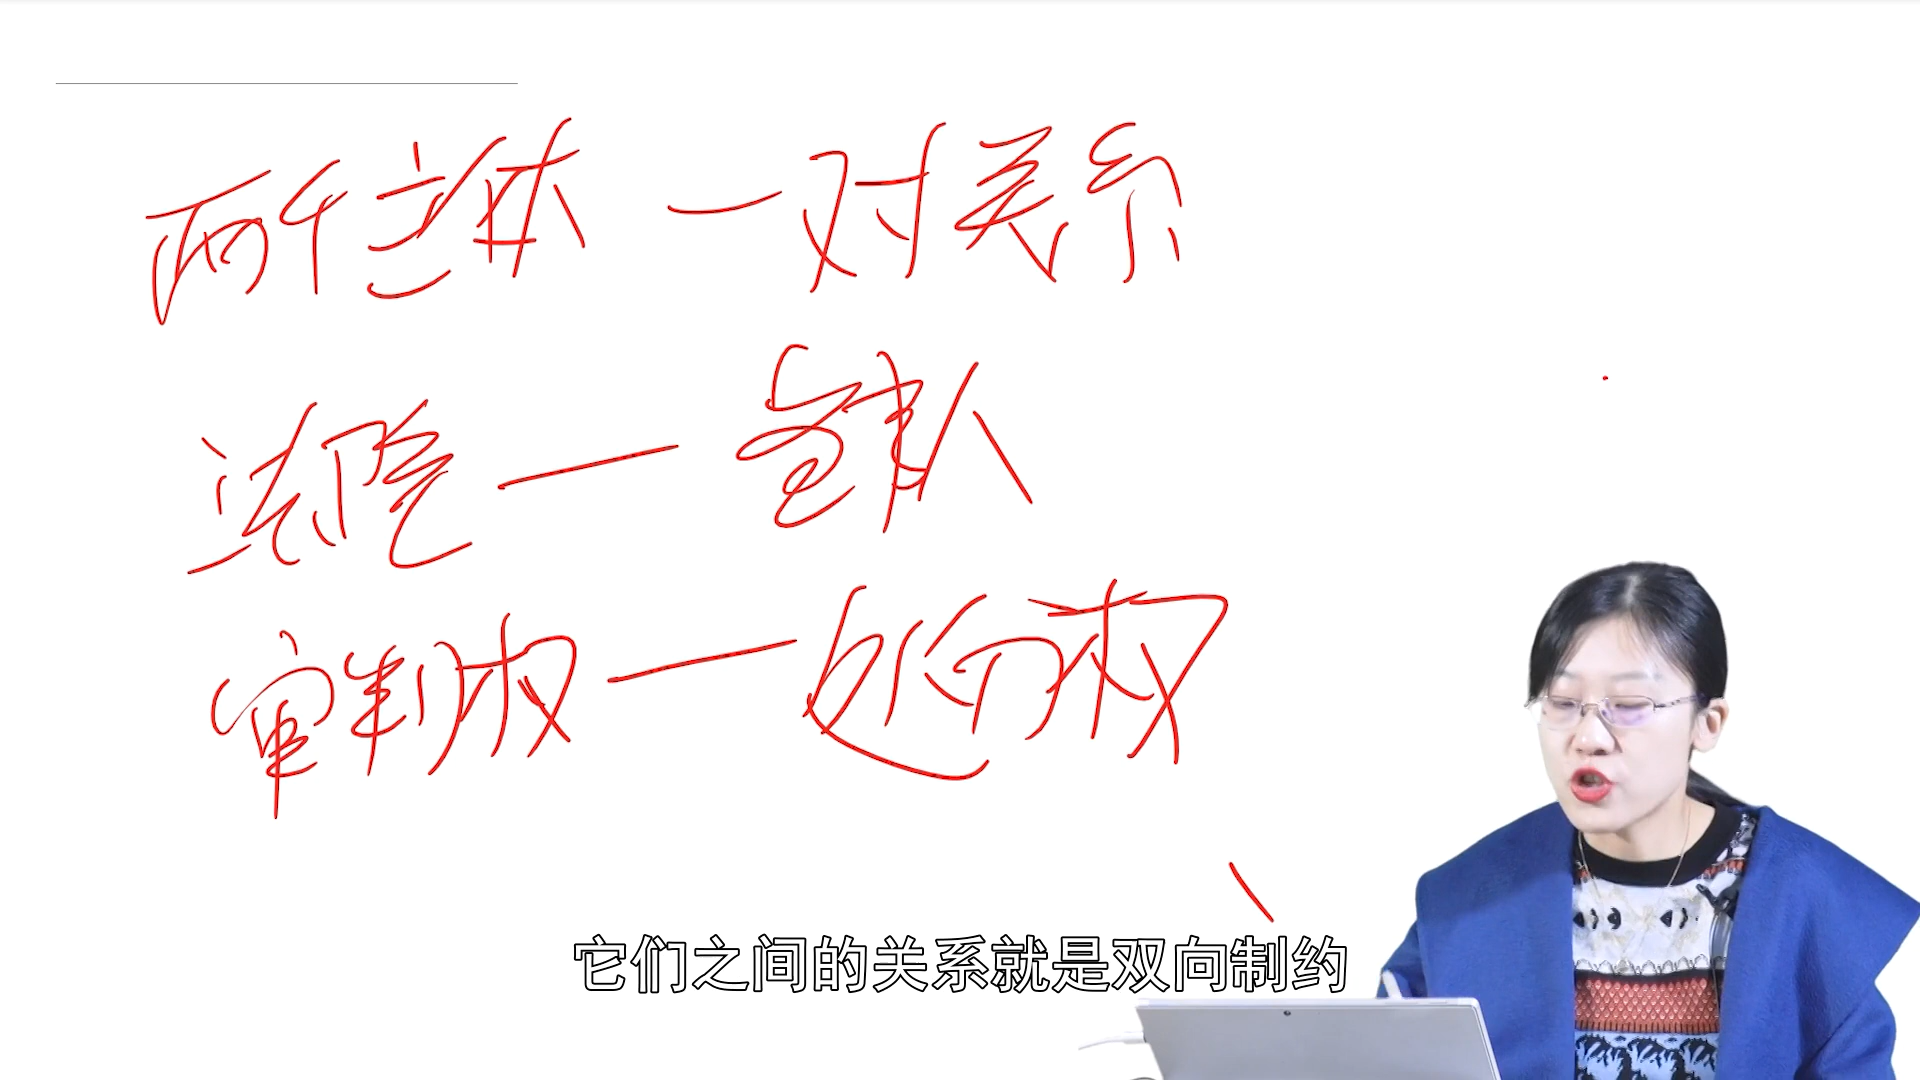 两个主体 一对关系
法院 — 当事人
审判权 — 处分权
它们之间的关系就是双向制约